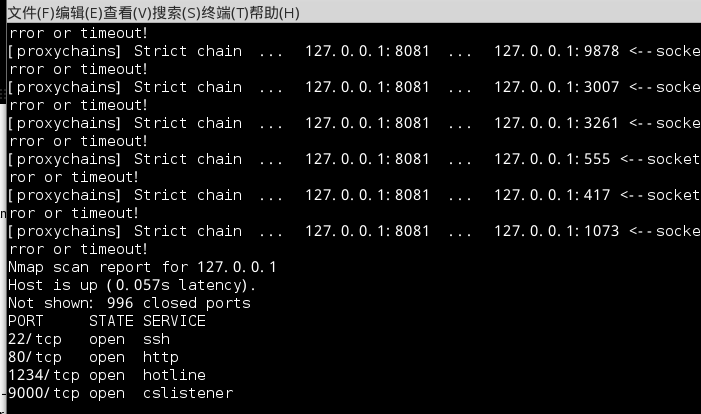 文件(F)编辑(E)查看(V)搜索(S)终端(T)帮助(H)
rror or timeout!
[proxychains] Strict chain ... 127.0.0.1:8081 ... 127.0.0.1:9878 <--socke
rror or timeout!
[proxychains] Strict chain ... 127.0.0.1:8081 ... 127.0.0.1:3007 <--socke
rror or timeout!
[proxychains] Strict chain ... 127.0.0.1:8081 ... 127.0.0.1:3261 <--socke
rror or timeout!
[proxychains] Strict chain ... 127.0.0.1:8081 ... 127.0.0.1:555 <--socket
ror or timeout!
[proxychains] Strict chain ... 127.0.0.1:8081 ... 127.0.0.1:417 <--socket
ror or timeout!
[proxychains] Strict chain ... 127.0.0.1:8081 ... 127.0.0.1:1073 <--socke
rror or timeout!
Nmap scan report for 127.0.0.1
Host is up (0.057s latency).
Not shown: 996 closed ports
PORT STATE SERVICE
22/tcp open ssh
80/tcp open http
1234/tcp open hotline
9000/tcp open cslistener